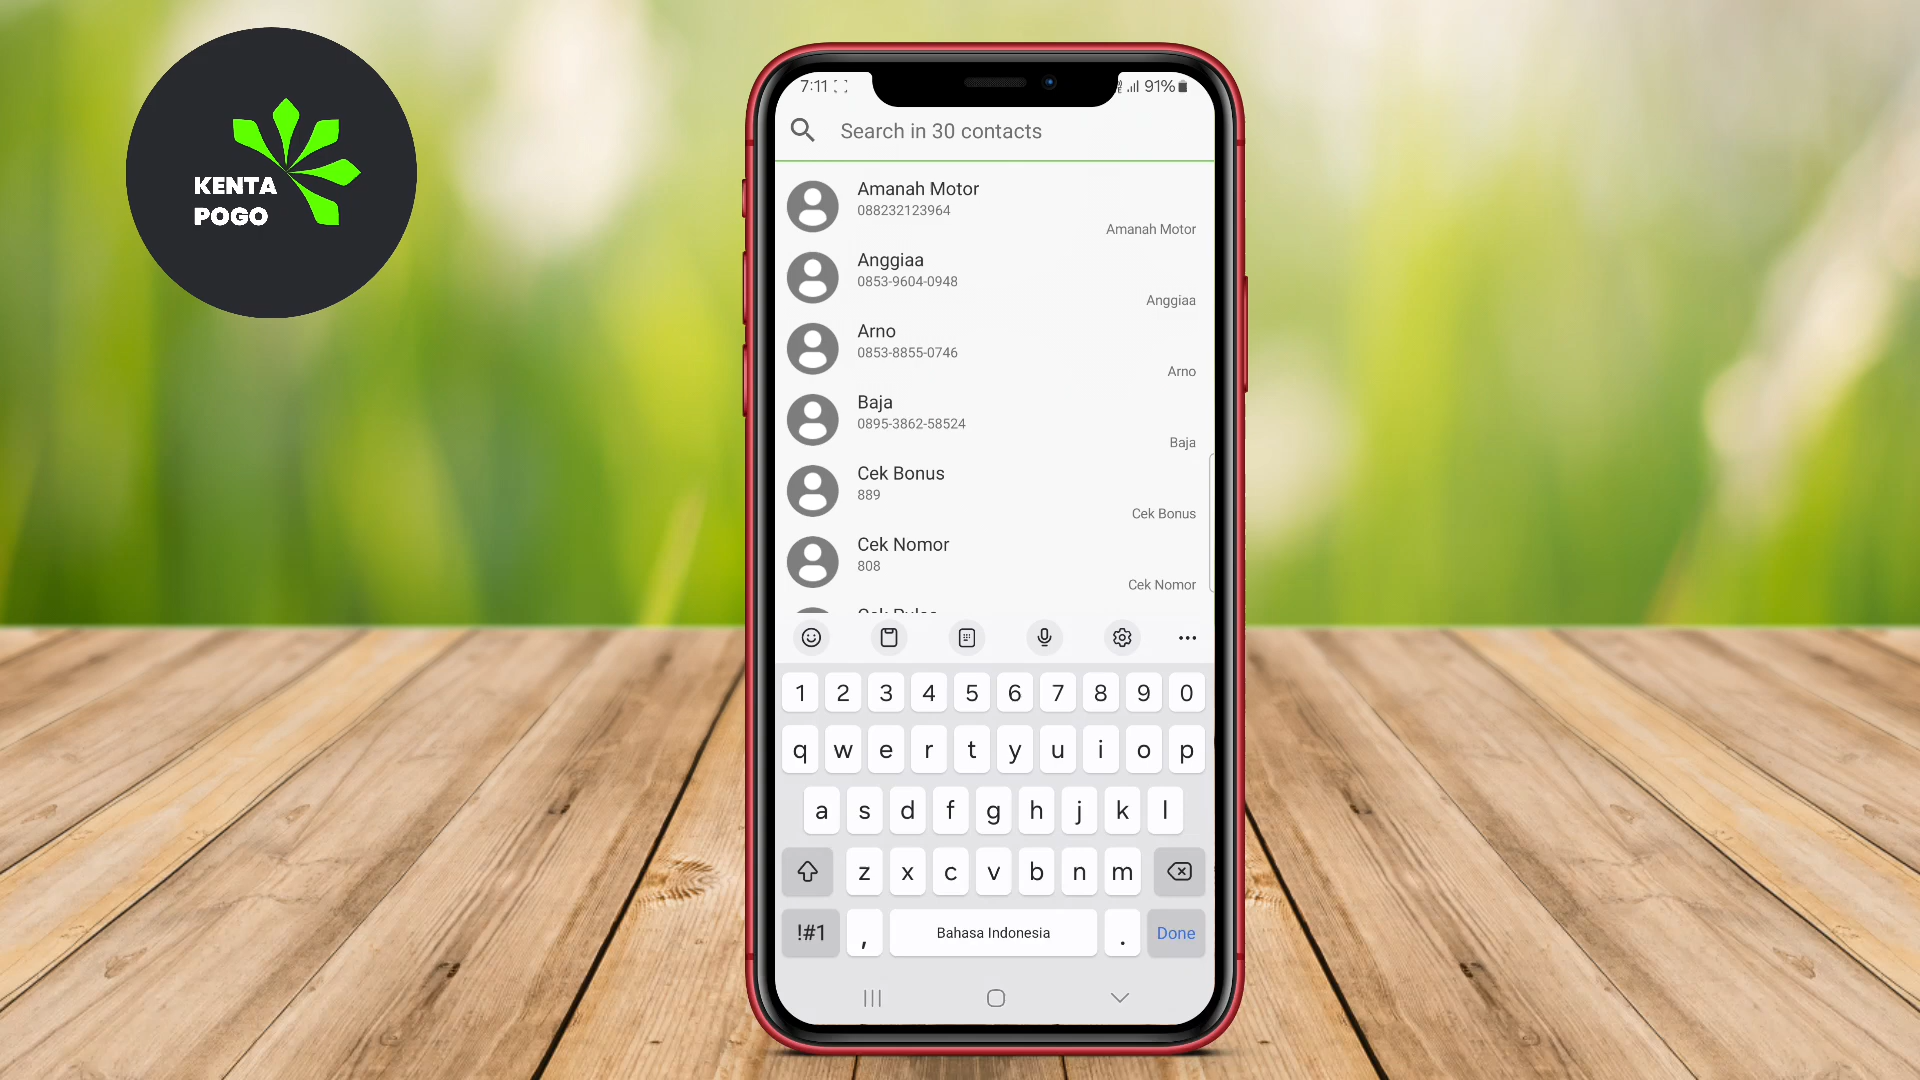 KENTA
POGO
7:11
91%
Search in 30 contacts
Amanah Motor
088232123964
Amanah Motor
Anggiaa
0853-9604-0948
Anggiaa
Arno
0853-8855-0746
Arno
Baja
0895-3862-58524
Baja
Cek Bonus
889
Cek Bonus
Cek Nomor
808
Cek Nomor
1 2 3 4 5 6 7 8 9 0
q w e r t y u i o p
a s d f g h j k l
z x c v b n m
!#1 , Bahasa Indonesia . Done